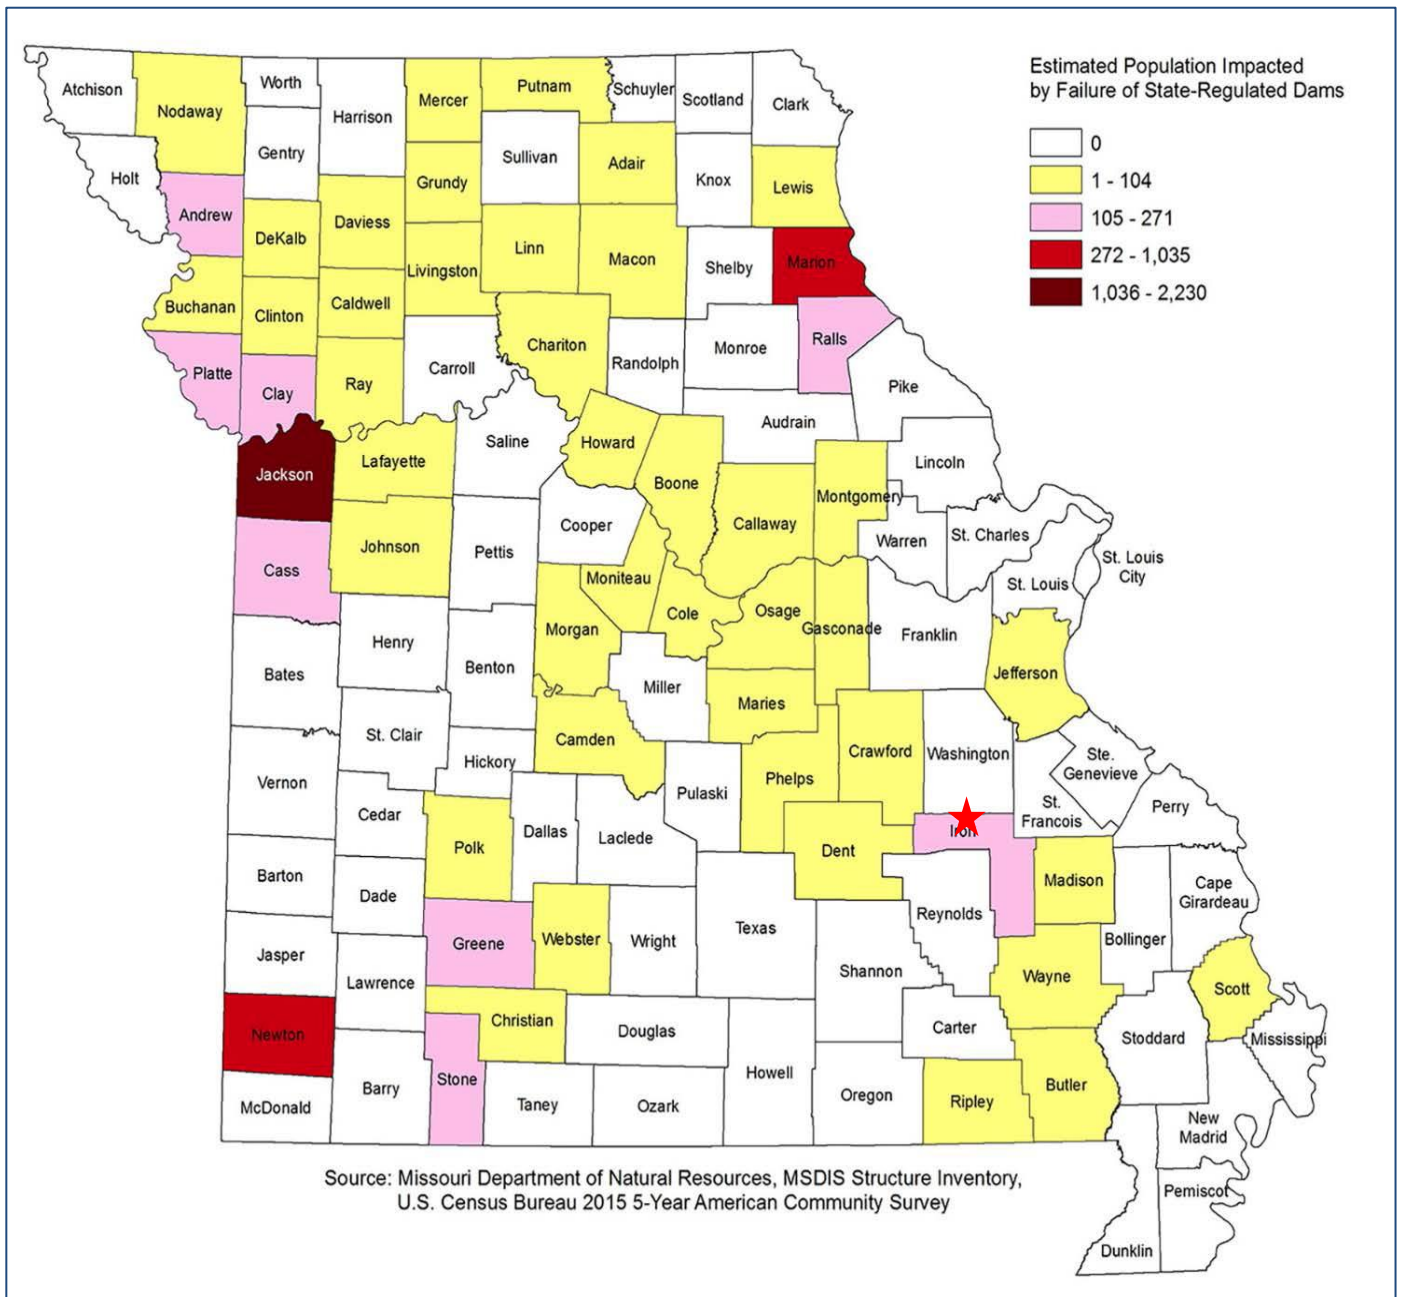 Estimated Population Impacted
by Failure of State-Regulated Dams
0
1 - 104
105 - 271
272 - 1,035
1,036 - 2,230
Atchison
Nodaway
Worth
Harrison
Mercer
Putnam
Schuyler
Scotland
Clark
Holt
Gentry
Grundy
Sullivan
Adair
Knox
Lewis
Andrew
DeKalb
Daviess
Livingston
Linn
Macon
Shelby
Marion
Buchanan
Clinton
Caldwell
Chariton
Randolph
Monroe
Ralls
Platte
Clay
Ray
Carroll
Pike
Audrain
Jackson
Lafayette
Saline
Howard
Boone
Lincoln
Callaway
Montgomery
Cooper
Warren
St. Charles
Cass
Johnson
Pettis
Moniteau
St. Louis
St. Louis
City
Cole
Osage
Gasconade
Franklin
Morgan
Henry
Benton
Bates
Miller
Maries
Jefferson
St. Clair
Hickory
Camden
Crawford
Washington
Ste.
Genevieve
Vernon
Phelps
Pulaski
Cedar
Dallas
Laclede
St.
Francois
Perry
Iron
Polk
Dent
Madison
Barton
Dade
Cape
Girardeau
Reynolds
Greene
Webster
Wright
Texas
Bollinger
Jasper
Lawrence
Shannon
Wayne
Scott
Newton
Christian
Douglas
Carter
Stoddard
Mississippi
McDonald
Barry
Stone
Taney
Ozark
Howell
Oregon
Ripley
Butler
New
Madrid
Pemiscot
Dunklin
Source: Missouri Department of Natural Resources, MSDIS Structure Inventory,
U.S. Census Bureau 2015 5-Year American Community Survey